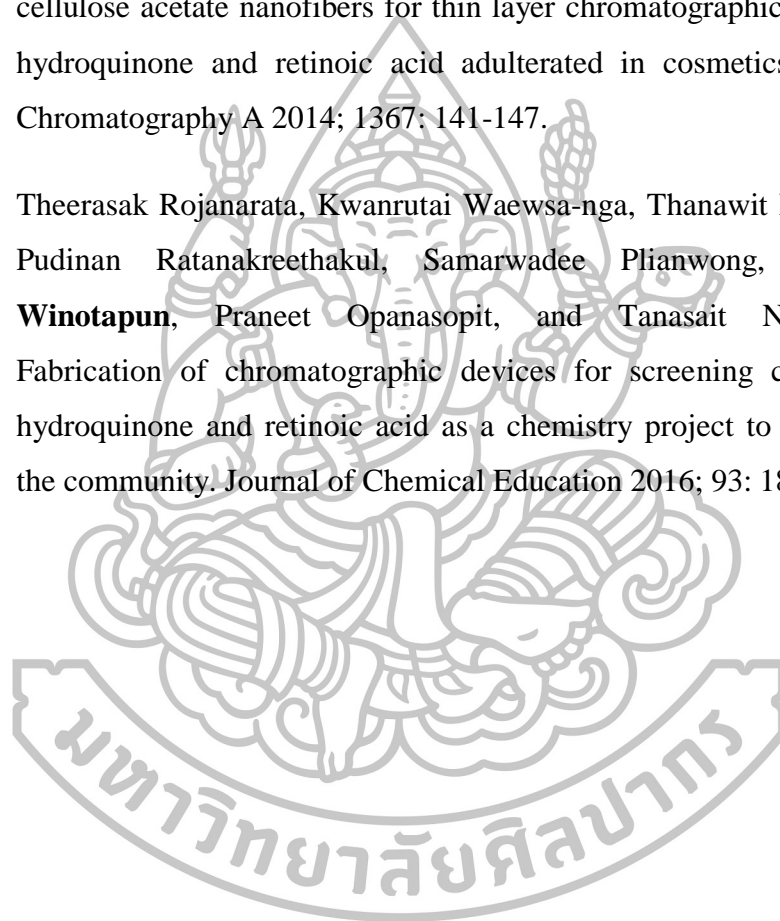 cellulose acetate nanofibers for thin layer chromatographic
hydroquinone and retinoic acid adulterated in cosmetics
Chromatography A 2014; 1367: 141-147.
Theerasak Rojanarata, Kwanrutai Waewsa-nga, Thanawit
Pudinan Ratanakreethakul, Samarwadee Plianwong,
Winotapun, Praneet Opanasopit, and Tanasait N
Fabrication of chromatographic devices for screening c
hydroquinone and retinoic acid as a chemistry project to
the community. Journal of Chemical Education 2016; 93: 18
มหาวิทยาลัยศิลปากร